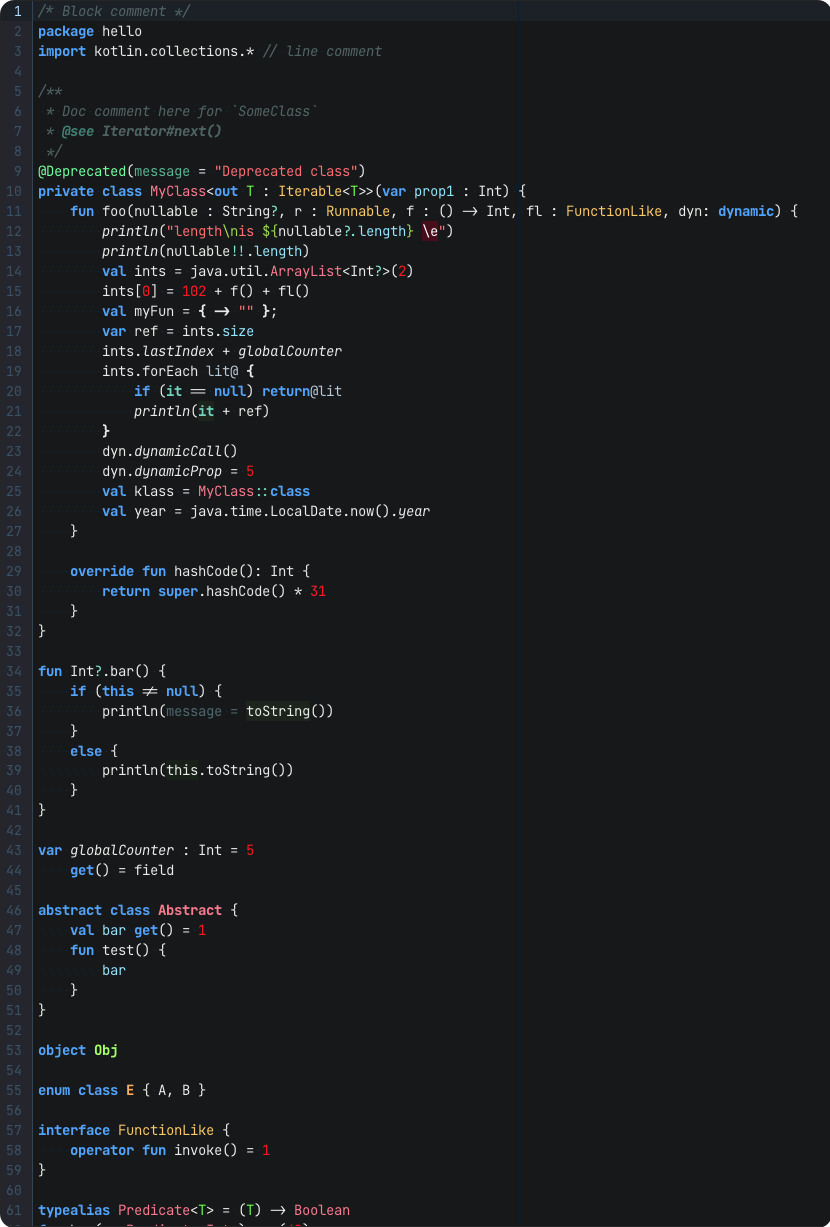 1 /* Block comment */
2 package hello
3 import kotlin.collections.* // line comment
4
5 /**
6  * Doc comment here for `SomeClass`
7  * @see Iterator#next()
8  */
9 @Deprecated(message = "Deprecated class")
10 private class MyClass<out T : Iterable<T>>(var prop1 : Int) {
11     fun foo(nullable : String?, r : Runnable, f : () -> Int, fl : FunctionLike, dyn: dynamic) {
12         println("length\nis ${nullable?.length} \e")
13         println(nullable!!.length)
14         val ints = java.util.ArrayList<Int?>(2)
15         ints[0] = 102 + f() + fl()
16         val myFun = { -> "" };
17         var ref = ints.size
18         ints.lastIndex + globalCounter
19         ints.forEach lit@ {
20             if (it == null) return@lit
21             println(it + ref)
22         }
23         dyn.dynamicCall()
24         dyn.dynamicProp = 5
25         val klass = MyClass::class
26         val year = java.time.LocalDate.now().year
27     }
28
29     override fun hashCode(): Int {
30         return super.hashCode() * 31
31     }
32 }
33
34 fun Int?.bar() {
35     if (this != null) {
36         println(message = toString())
37     }
38     else {
39         println(this.toString())
40     }
41 }
42
43 var globalCounter : Int = 5
44     get() = field
45
46 abstract class Abstract {
47     val bar get() = 1
48     fun test() {
49         bar
50     }
51 }
52
53 object Obj
54
55 enum class E { A, B }
56
57 interface FunctionLike {
58     operator fun invoke() = 1
59 }
60
61 typealias Predicate<T> = (T) -> Boolean